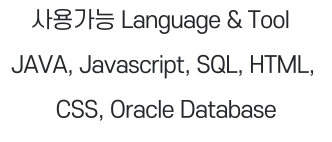 사용가능 Language & Tool
JAVA, Javascript, SQL, HTML,
CSS, Oracle Database